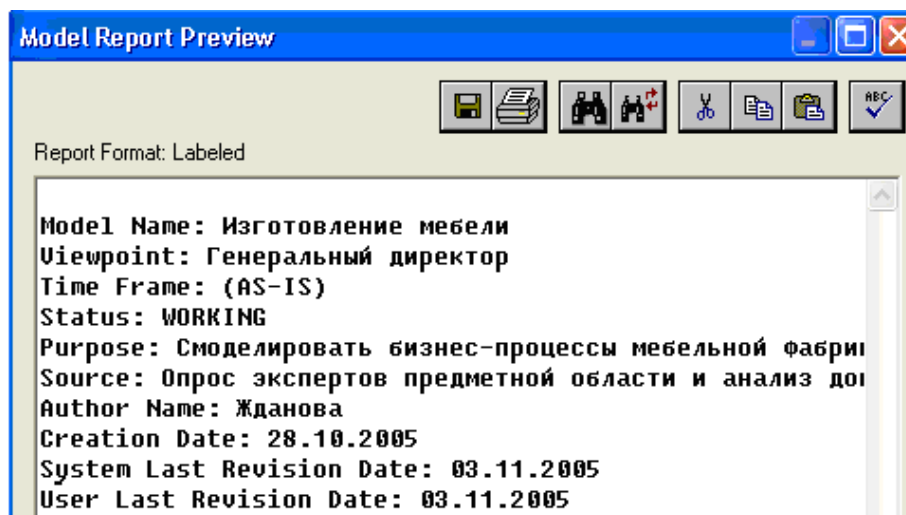 Model Report Preview
ABC
Report Format: Labeled
Model Name: Изготовление мебели
Viewpoint: Генеральный директор
Time Frame: (AS-IS)
Status: WORKING
Purpose: Смоделировать бизнес-процессы мебельной
Source: Опрос экспертов предметной области и анализ
Author Name: Жданова
Creation Date: 28.10.2005
System Last Revision Date: 03.11.2005
User Last Revision Date: 03.11.2005